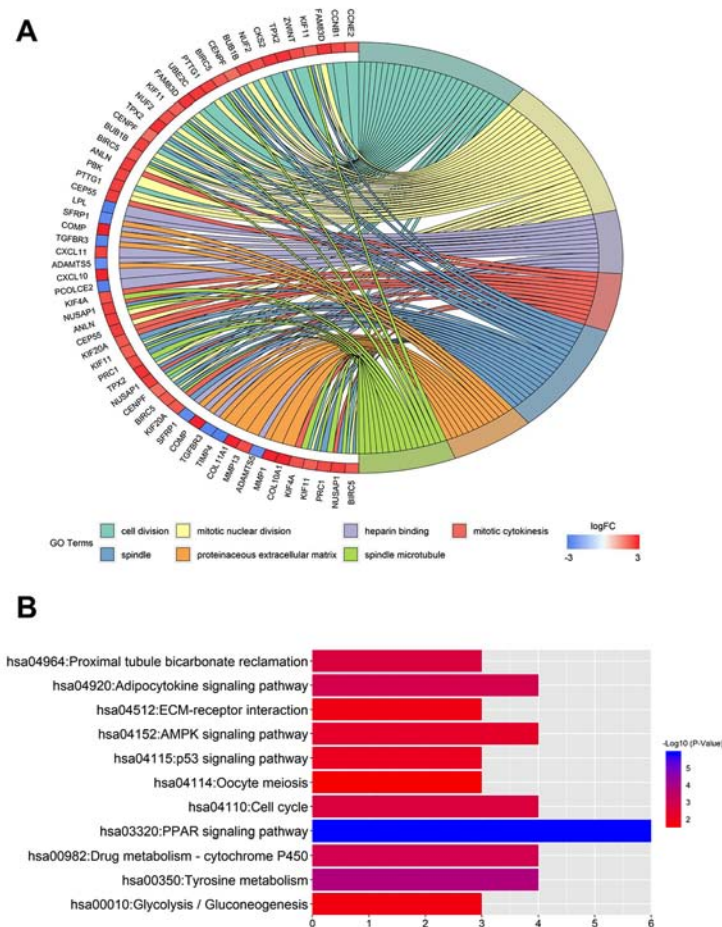 A
CCNE2
CCNB1
FAM83D
KIF11
ZWINT
TPX2
CKS2
NUF2
BUB1B
CENPF
BIRC5
PTTG1
UBE2C
FAM83D
KIF11
NUF2
TPX2
CENPF
BUB1B
BIRC5
ANLN
PBK
PTTG1
CEP55
LPL
SFRP1
COMP
TGFBR3
CXCL11
ADAMTS5
CXCL10
PCOLCE2
KIF4A
NUSAP1
ANLN
CEP55
KIF20A
KIF11
PRC1
TPX2
NUSAP1
CENPF
BIRC5
KIF20A
SFRP1
COMP
TGFBR3
TIMP4
COL11A1
MMP13
ADAMTS5
MMP1
COL10A1
KIF4A
KIF11
PRC1
NUSAP1
BIRC5
GO Terms
cell division
mitotic nuclear division
heparin binding
mitotic cytokinesis
spindle
proteinaceous extracellular matrix
spindle microtubule
logFC
-3 3
B
hsa04964:Proximal tubule bicarbonate reclamation
hsa04920:Adipocytokine signaling pathway
hsa04512:ECM-receptor interaction
hsa04152:AMPK signaling pathway
hsa04115:p53 signaling pathway
hsa04114:Oocyte meiosis
hsa04110:Cell cycle
hsa03320:PPAR signaling pathway
hsa00982:Drug metabolism - cytochrome P450
hsa00350:Tyrosine metabolism
hsa00010:Glycolysis / Gluconeogenesis
0 1 2 3 4 5 6
-Log10 (P-Value)
5
4
3
2